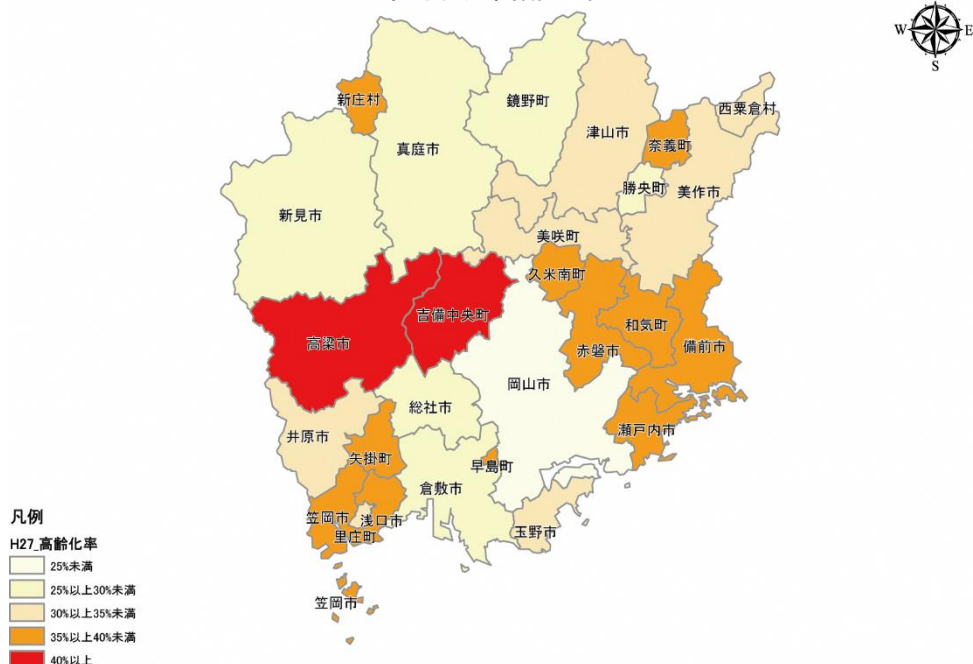 N
W
E
S
新庄村
真庭市
鏡野町
津山市
西粟倉村
奈義町
勝央町
美作市
新見市
美咲町
久米南町
吉備中央町
和気町
高梁市
赤磐市
備前市
岡山市
総社市
井原市
瀬戸内市
矢掛町
早島町
倉敷市
笠岡市
浅口市
里庄町
玉野市
笠岡市
凡例
H27_高齢化率
25%未満
25%以上30%未満
30%以上35%未満
35%以上40%未満
40%以上